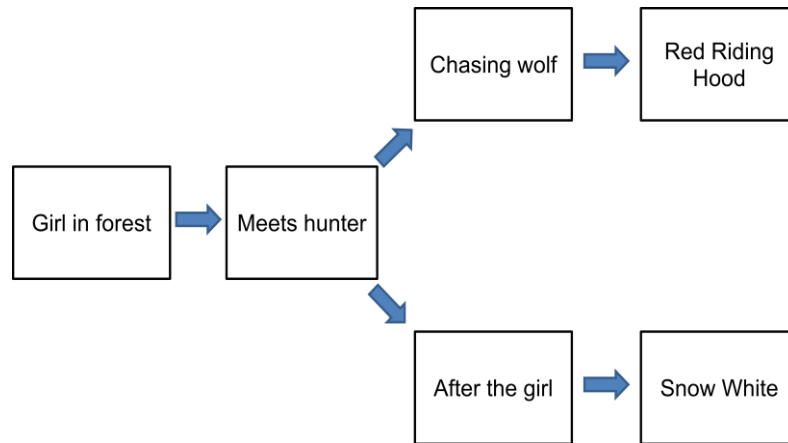 Girl in forest
Meets hunter
Chasing wolf
Red Riding
Hood
After the girl
Snow White